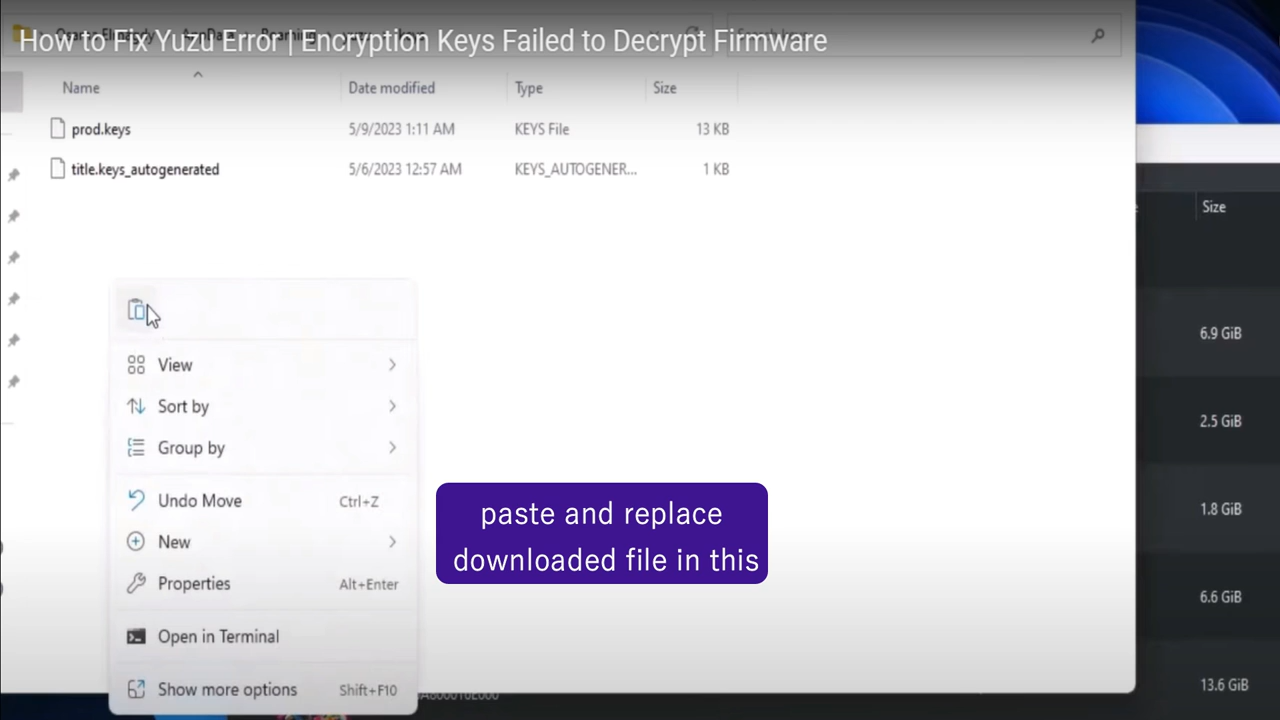 How to Fix Yuzu Error | Encryption Keys Failed to Decrypt Firmware
Name Date modified Type Size
prod.keys 5/9/2023 1:11 AM KEYS File 13 KB
title.keys_autogenerated 5/6/2023 12:57 AM KEYS_AUTOGENER... 1 KB
Size
View
6.9 GiB
Sort by
2.5 GiB
Group by
Undo Move Ctrl+Z
1.8 GiB
paste and replace
New
downloaded file in this
Properties Alt+Enter
6.6 GiB
Open in Terminal
Show more options Shift+F10
13.6 GiB